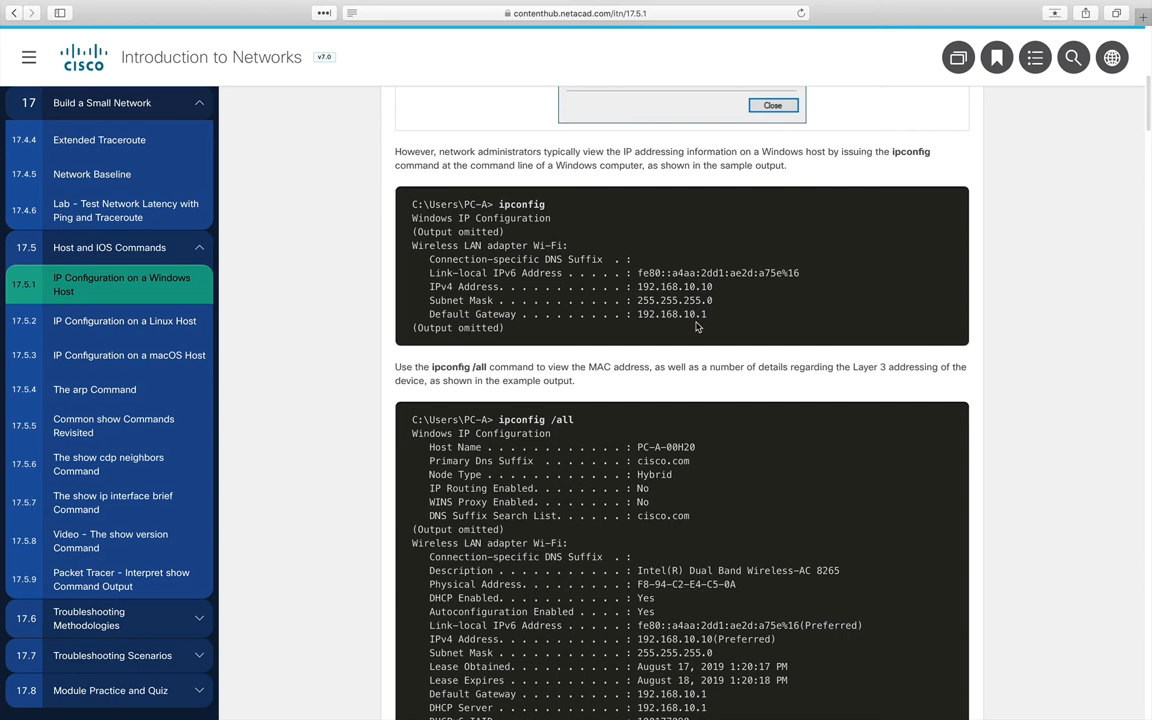 contenthub.netacad.com/itn/17.5.1
CISCO
Introduction to Networks
v7.0
17 Build a Small Network
17.4.4 Extended Traceroute
17.4.5 Network Baseline
17.4.6 Lab - Test Network Latency with
Ping and Traceroute
17.5 Host and IOS Commands
17.5.1 IP Configuration on a Windows
Host
17.5.2 IP Configuration on a Linux Host
17.5.3 IP Configuration on a macOS Host
17.5.4 The arp Command
17.5.5 Common show Commands
Revisited
17.5.6 The show cdp neighbors
Command
17.5.7 The show ip interface brief
Command
17.5.8 Video - The show version
Command
17.5.9 Packet Tracer - Interpret show
Command Output
17.6 Troubleshooting
Methodologies
17.7 Troubleshooting Scenarios
17.8 Module Practice and Quiz
Close
However, network administrators typically view the IP addressing information on a Windows host by issuing the ipconfig
command at the command line of a Windows computer, as shown in the sample output.
C:\Users\PC-A> ipconfig
Windows IP Configuration
(Output omitted)
Wireless LAN adapter Wi-Fi:
Connection-specific DNS Suffix . :
Link-local IPv6 Address . . . . . : fe80::a4aa:2dd1:ae2d:a75e%16
IPv4 Address. . . . . . . . . . . : 192.168.10.10
Subnet Mask . . . . . . . . . . . : 255.255.255.0
Default Gateway . . . . . . . . . : 192.168.10.1
(Output omitted)
Use the ipconfig /all command to view the MAC address, as well as a number of details regarding the Layer 3 addressing of the
device, as shown in the example output.
C:\Users\PC-A> ipconfig /all
Windows IP Configuration
Host Name . . . . . . . . . . . . : PC-A-00H20
Primary Dns Suffix . . . . . . . : cisco.com
Node Type . . . . . . . . . . . . : Hybrid
IP Routing Enabled. . . . . . . . : No
WINS Proxy Enabled. . . . . . . . : No
DNS Suffix Search List. . . . . . : cisco.com
(Output omitted)
Wireless LAN adapter Wi-Fi:
Connection-specific DNS Suffix . :
Description . . . . . . . . . . . : Intel(R) Dual Band Wireless-AC 8265
Physical Address. . . . . . . . . : F8-94-C2-E4-C5-0A
DHCP Enabled. . . . . . . . . . . : Yes
Autoconfiguration Enabled . . . . : Yes
Link-local IPv6 Address . . . . . : fe80::a4aa:2dd1:ae2d:a75e%16(Preferred)
IPv4 Address. . . . . . . . . . . : 192.168.10.10(Preferred)
Subnet Mask . . . . . . . . . . . : 255.255.255.0
Lease Obtained. . . . . . . . . . : August 17, 2019 1:20:17 PM
Lease Expires . . . . . . . . . . : August 18, 2019 1:20:18 PM
Default Gateway . . . . . . . . . : 192.168.10.1
DHCP Server . . . . . . . . . . . : 192.168.10.1